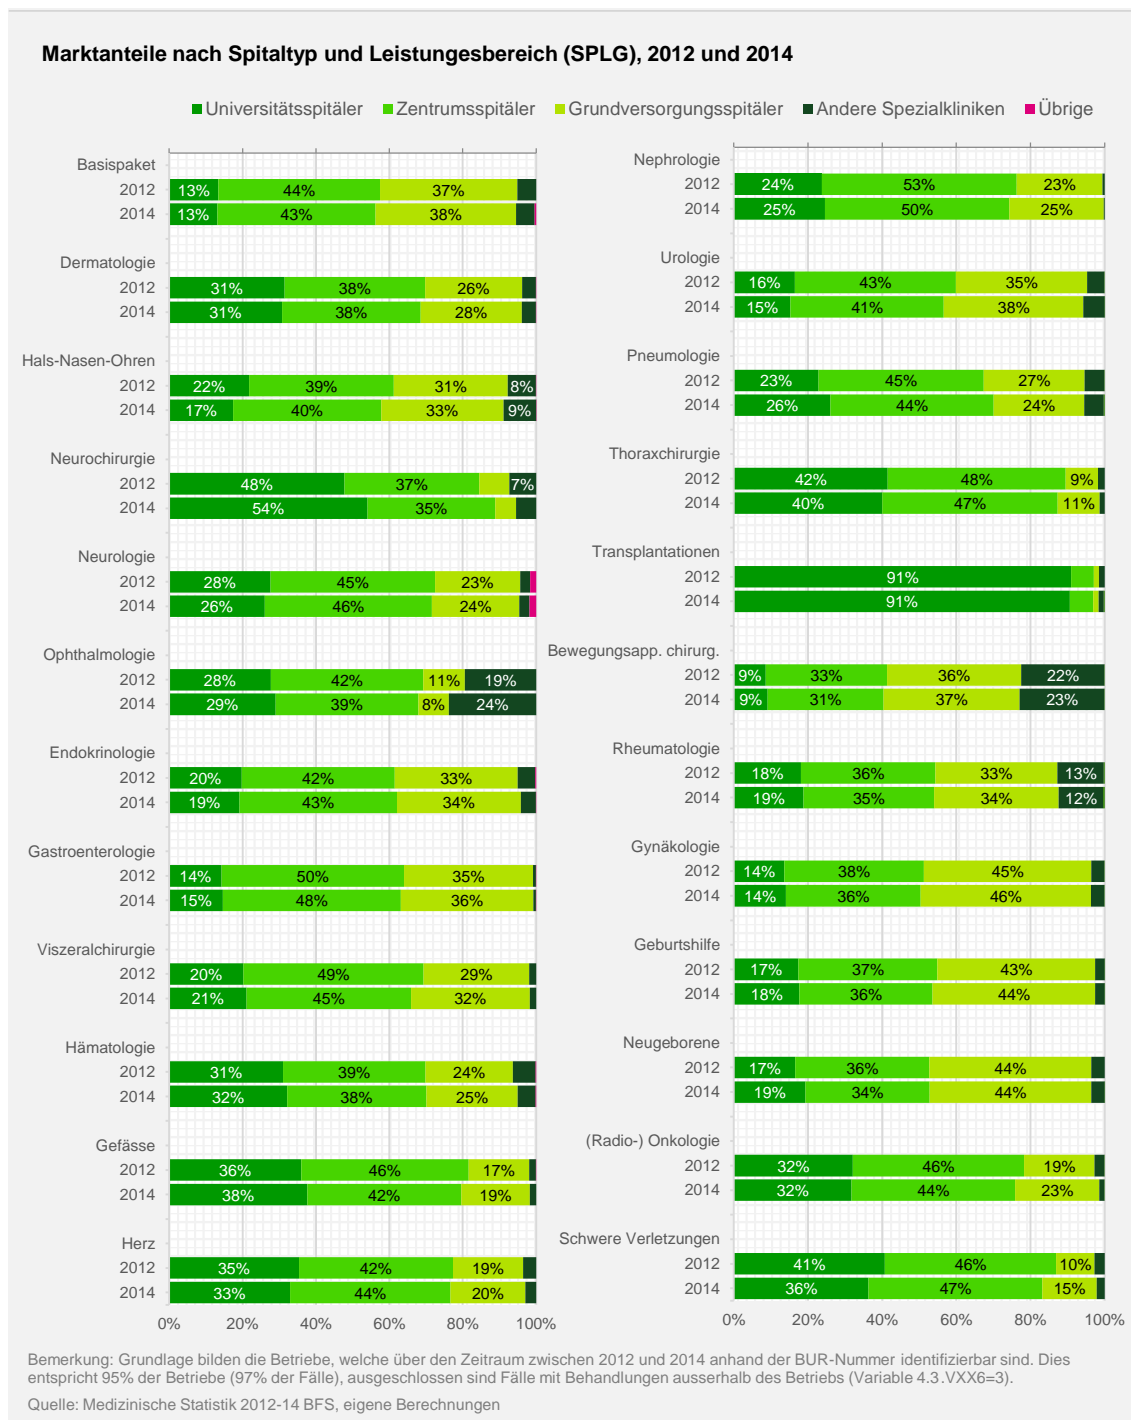 Marktanteile nach Spitaltyp und Leistungesbereich (SPLG), 2012 und 2014
Universitätsspitäler Zentrumsspitäler Grundversorgungsspitäler Andere Spezialkliniken Übrige
Basispaket
2012 13% 44% 37%
2014 13% 43% 38%
Dermatologie
2012 31% 38% 26%
2014 31% 38% 28%
Hals-Nasen-Ohren
2012 22% 39% 31% 8%
2014 17% 40% 33% 9%
Neurochirurgie
2012 48% 37% 7%
2014 54% 35%
Neurologie
2012 28% 45% 23%
2014 26% 46% 24%
Ophthalmologie
2012 28% 42% 11% 19%
2014 29% 39% 8% 24%
Endokrinologie
2012 20% 42% 33%
2014 19% 43% 34%
Gastroenterologie
2012 14% 50% 35%
2014 15% 48% 36%
Viszeralchirurgie
2012 20% 49% 29%
2014 21% 45% 32%
Hämatologie
2012 31% 39% 24%
2014 32% 38% 25%
Gefässe
2012 36% 46% 17%
2014 38% 42% 19%
Herz
2012 35% 42% 19%
2014 33% 44% 20%
0% 20% 40% 60% 80% 100%
Nephrologie
2012 24% 53% 23%
2014 25% 50% 25%
Urologie
2012 16% 43% 35%
2014 15% 41% 38%
Pneumologie
2012 23% 45% 27%
2014 26% 44% 24%
Thoraxchirurgie
2012 42% 48% 9%
2014 40% 47% 11%
Transplantationen
2012 91%
2014 91%
Bewegungsapp. chirurg.
2012 9% 33% 36% 22%
2014 9% 31% 37% 23%
Rheumatologie
2012 18% 36% 33% 13%
2014 19% 35% 34% 12%
Gynäkologie
2012 14% 38% 45%
2014 14% 36% 46%
Geburtshilfe
2012 17% 37% 43%
2014 18% 36% 44%
Neugeborene
2012 17% 36% 44%
2014 19% 34% 44%
(Radio-) Onkologie
2012 32% 46% 19%
2014 32% 44% 23%
Schwere Verletzungen
2012 41% 46% 10%
2014 36% 47% 15%
0% 20% 40% 60% 80% 100%
Bemerkung: Grundlage bilden die Betriebe, welche über den Zeitraum zwischen 2012 und 2014 anhand der BUR-Nummer identifizierbar sind. Dies
entspricht 95% der Betriebe (97% der Fälle), ausgeschlossen sind Fälle mit Behandlungen ausserhalb des Betriebs (Variable 4.3.VXX6=3).
Quelle: Medizinische Statistik 2012-14 BFS, eigene Berechnungen